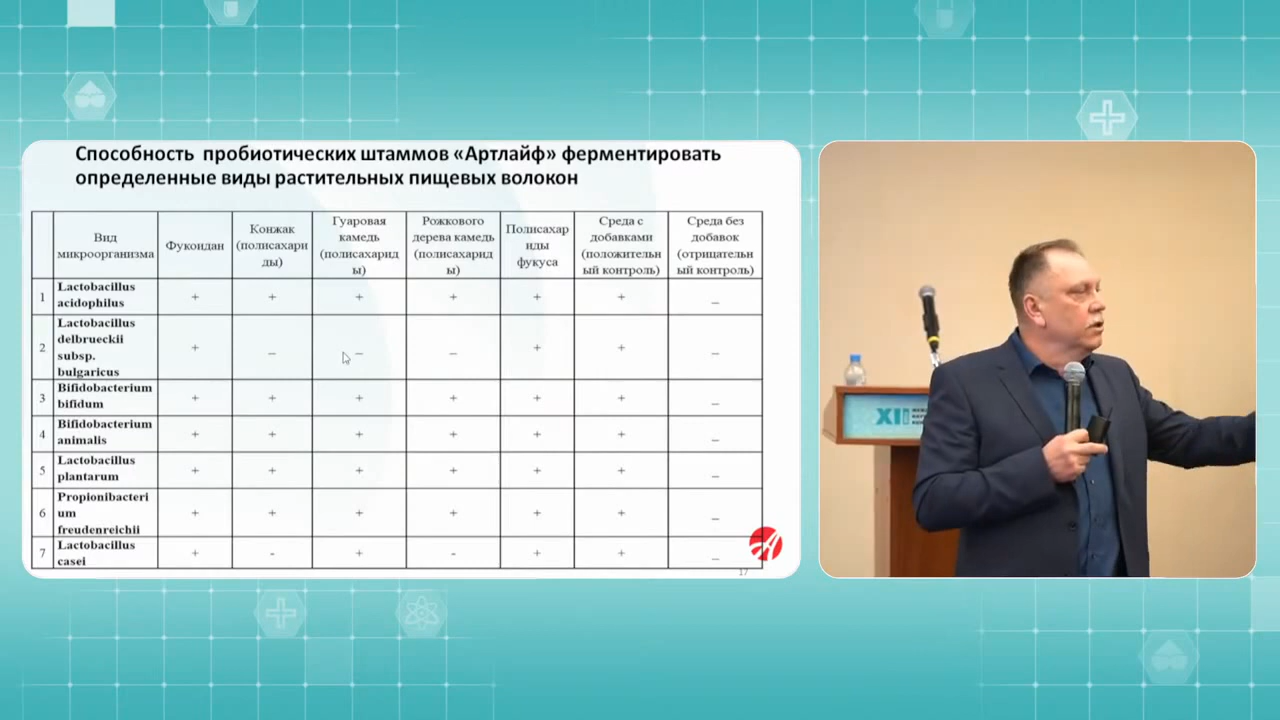 Способность пробиотических штаммов «Артлайф» ферментировать
определенные виды растительных пищевых волокон
Вид
микроорганизма
Фукоидан
Конжак
(полисахари
ды)
Гуаровая
камедь
(полисахарид
ы)
Рожкового
дерева камедь
(полисахарид
ы)
Полисахар
иды
фукуса
Среда с
добавками
(положительн
ый контроль)
Среда без
добавок
(отрицательн
ый контроль)
1
Lactobacillus
acidophilus
+ + + + + + _
2
Lactobacillus
delbrueckii
subsp.
bulgaricus
+ _ _ _ + + _
3
Bifidobacterium
bifidum
+ + + + + + _
4
Bifidobacterium
animalis
+ + + + + + _
5
Lactobacillus
plantarum
+ + + + + + _
6
Propionibacteri
um
freudenreichii
+ + + + + + _
7
Lactobacillus
casei
+ - + - + + _
17
XII